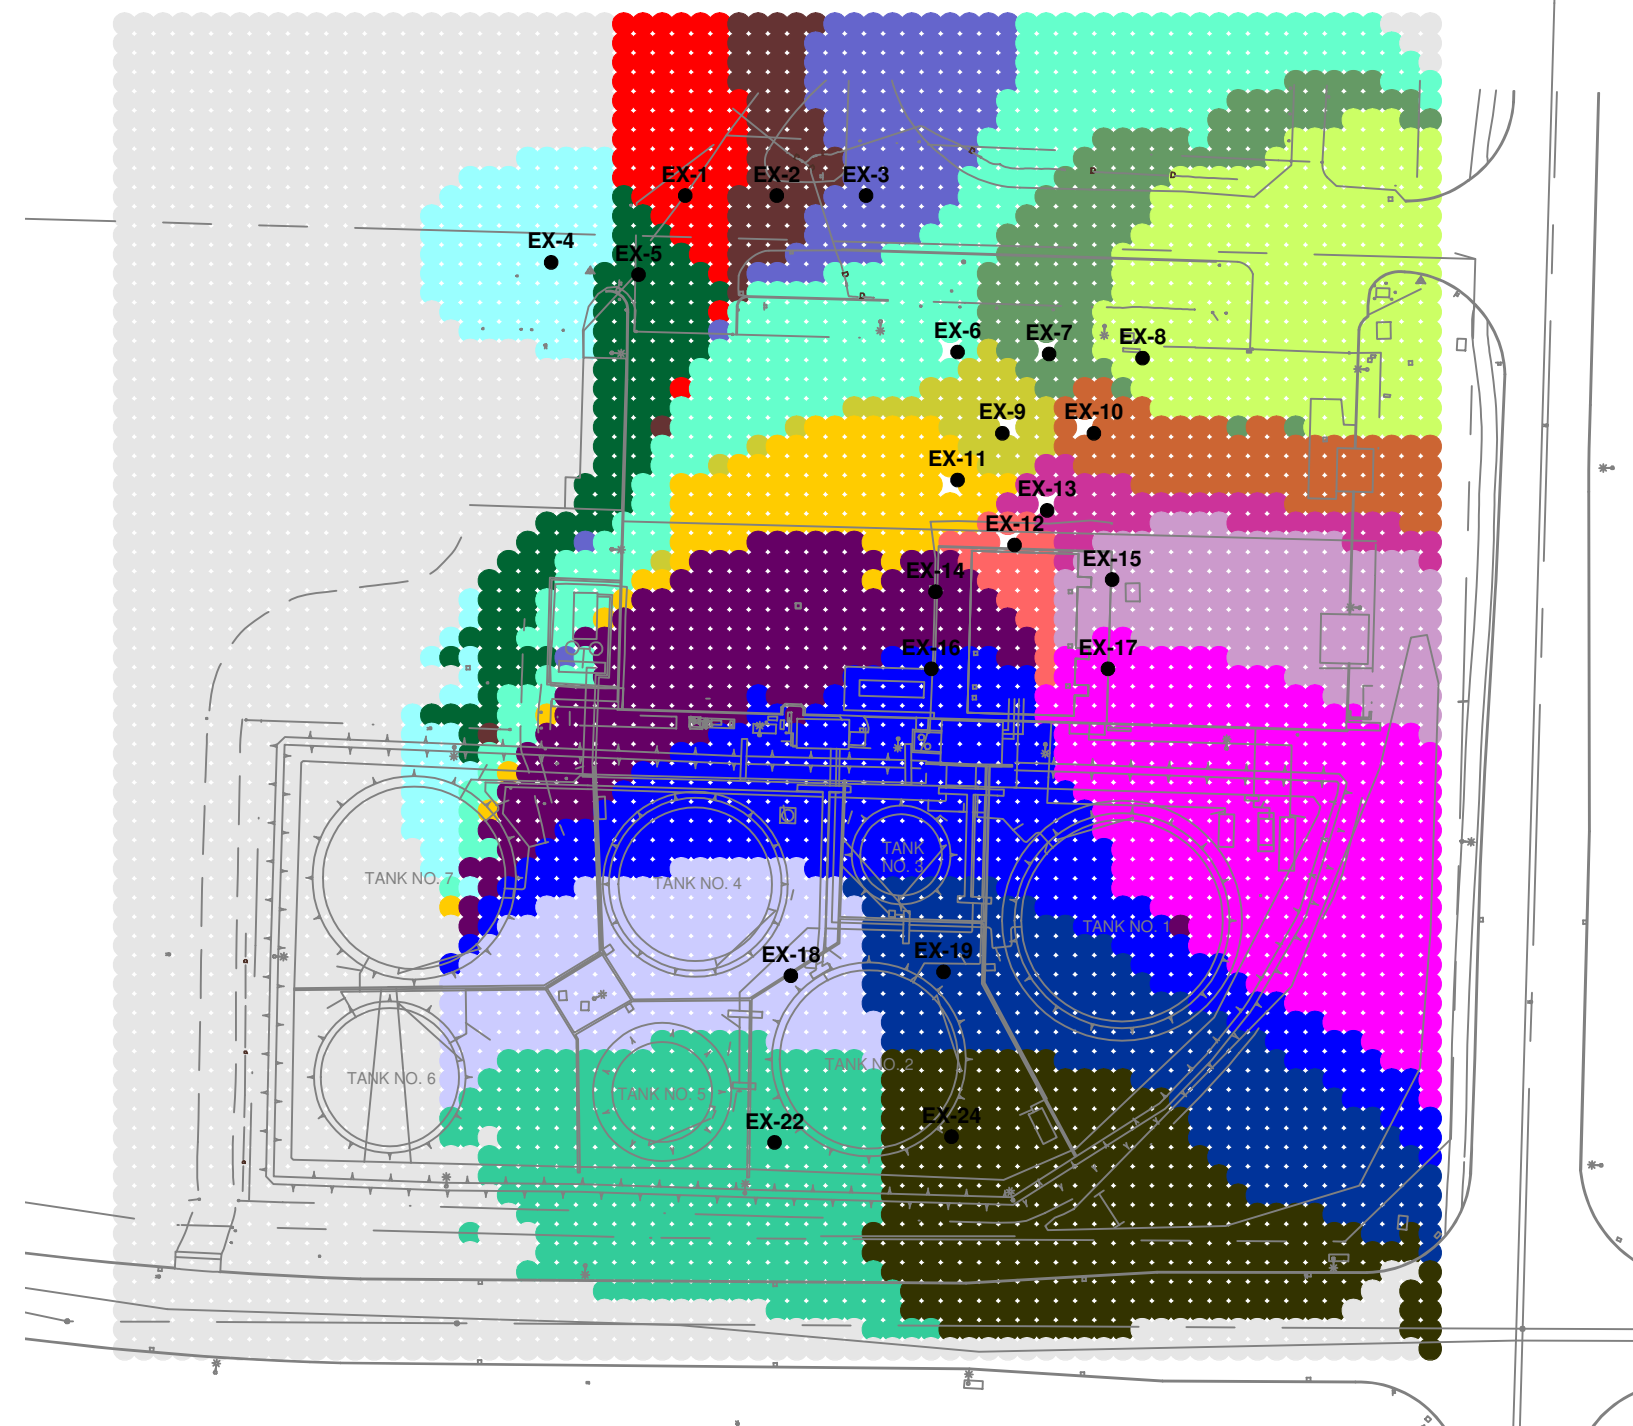 EX-1
EX-2
EX-3
EX-4
EX-5
EX-6
EX-7
EX-8
EX-9
EX-10
EX-11
EX-13
EX-12
EX-15
EX-14
EX-16
EX-17
TANK
NO. 3
TANK NO. 7
TANK NO. 4
TANK NO. 1
EX-18
EX-19
TANK NO. 2
TANK NO. 6
TANK NO. 5
EX-22
EX-24